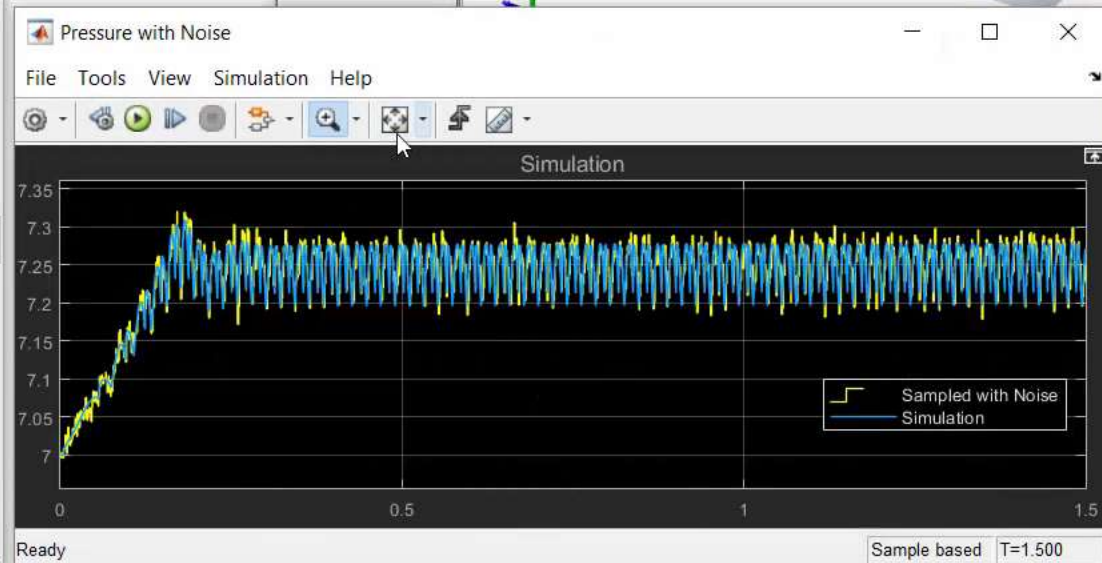 Pressure with Noise
File Tools View Simulation Help
Simulation
7.35
7.3
7.25
7.2
7.15
7.1
7.05
7
Sampled with Noise
Simulation
0 0.5 1 1.5
Ready Sample based T=1.500